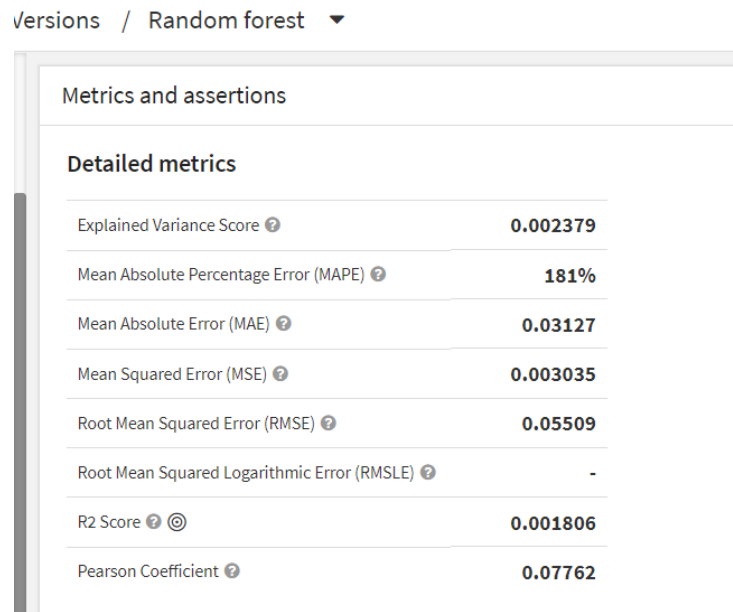 Versions / Random forest
Metrics and assertions
Detailed metrics
Explained Variance Score 0.002379
Mean Absolute Percentage Error (MAPE) 181%
Mean Absolute Error (MAE) 0.03127
Mean Squared Error (MSE) 0.003035
Root Mean Squared Error (RMSE) 0.05509
Root Mean Squared Logarithmic Error (RMSLE) -
R2 Score 0.001806
Pearson Coefficient 0.07762